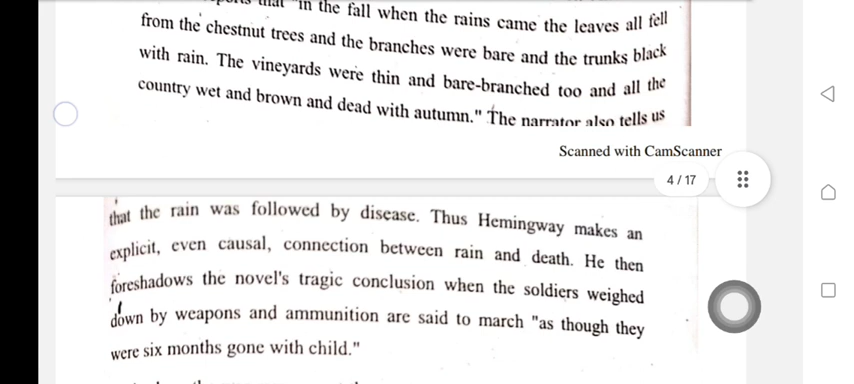 that "in the fall when the rains came the leaves all fell
from the chestnut trees and the branches were bare and the trunks black
with rain. The vineyards were thin and bare-branched too and all the
country wet and brown and dead with autumn." The narrator also tells us
Scanned with CamScanner
4 / 17
that the rain was followed by disease. Thus Hemingway makes an
explicit, even causal, connection between rain and death. He then
foreshadows the novel's tragic conclusion when the soldiers weighed
down by weapons and ammunition are said to march "as though they
were six months gone with child."